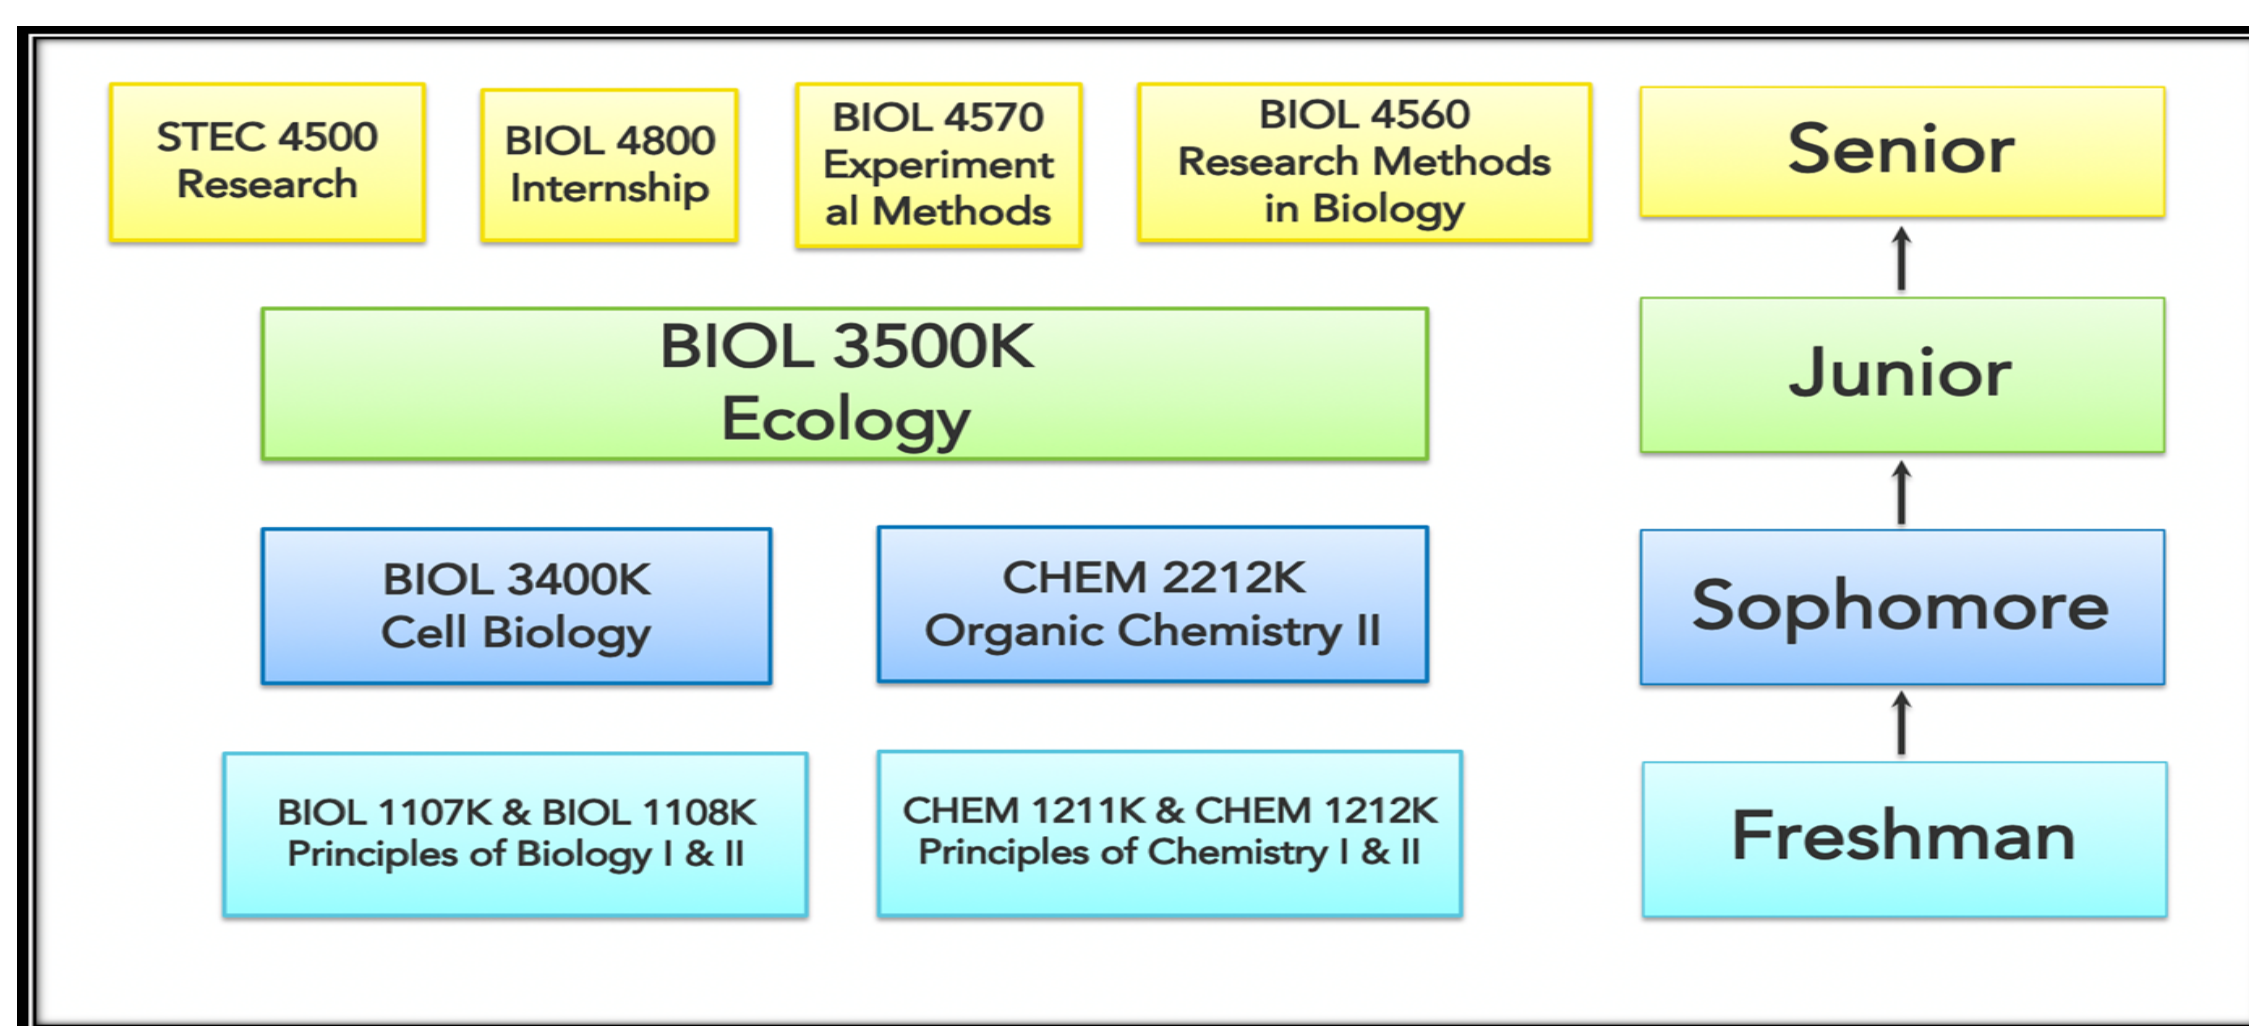 STEC 4500
Research
BIOL 4800
Internship
BIOL 4570
Experiment
al Methods
BIOL 4560
Research Methods
in Biology
Senior
BIOL 3500K
Ecology
Junior
BIOL 3400K
Cell Biology
CHEM 2212K
Organic Chemistry II
Sophomore
BIOL 1107K & BIOL 1108K
Principles of Biology I & II
CHEM 1211K & CHEM 1212K
Principles of Chemistry I & II
Freshman